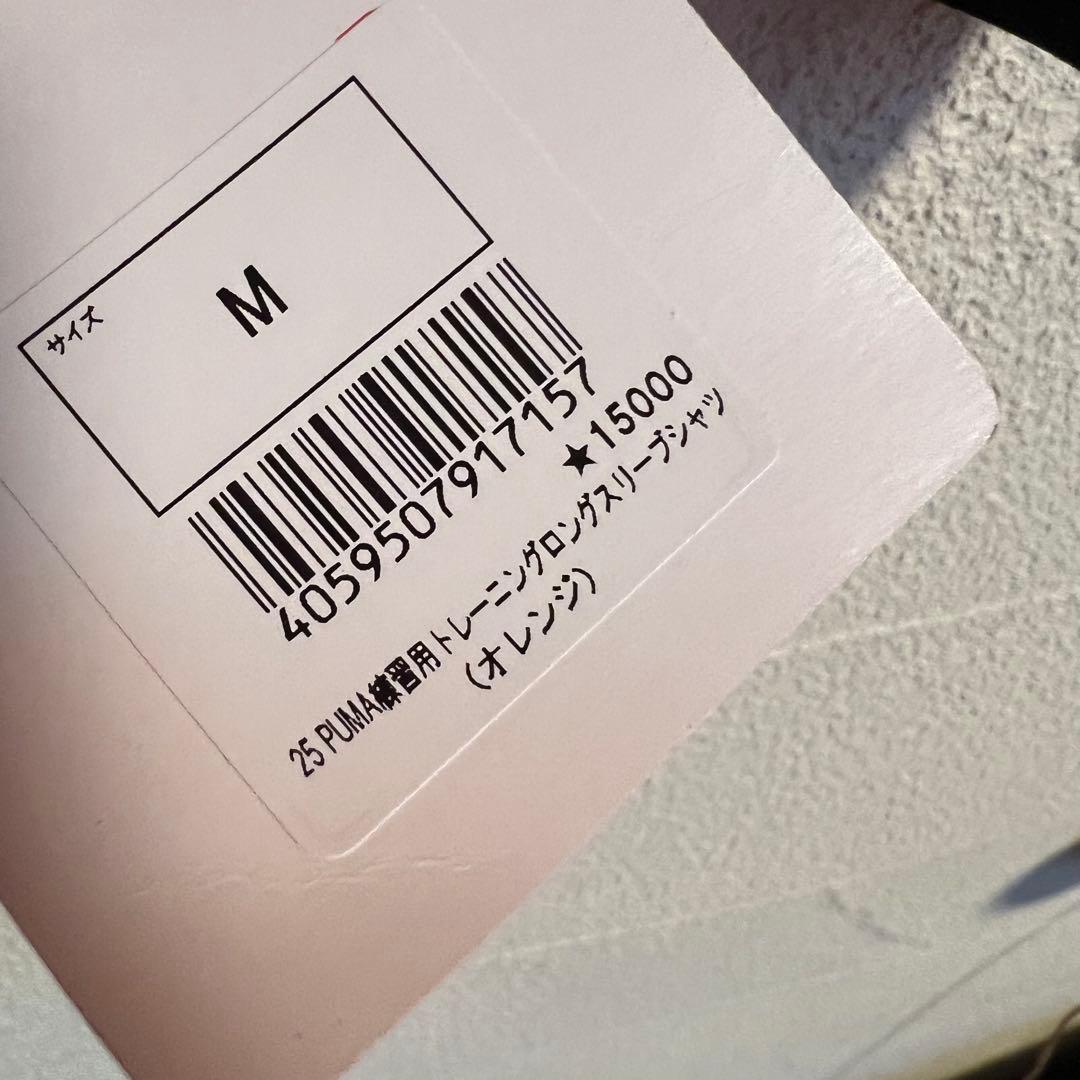 サイズ
M
4059507917157
★15000
25 PUMA練習用トレーニングロングスリーブシャツ
(オレンジ)